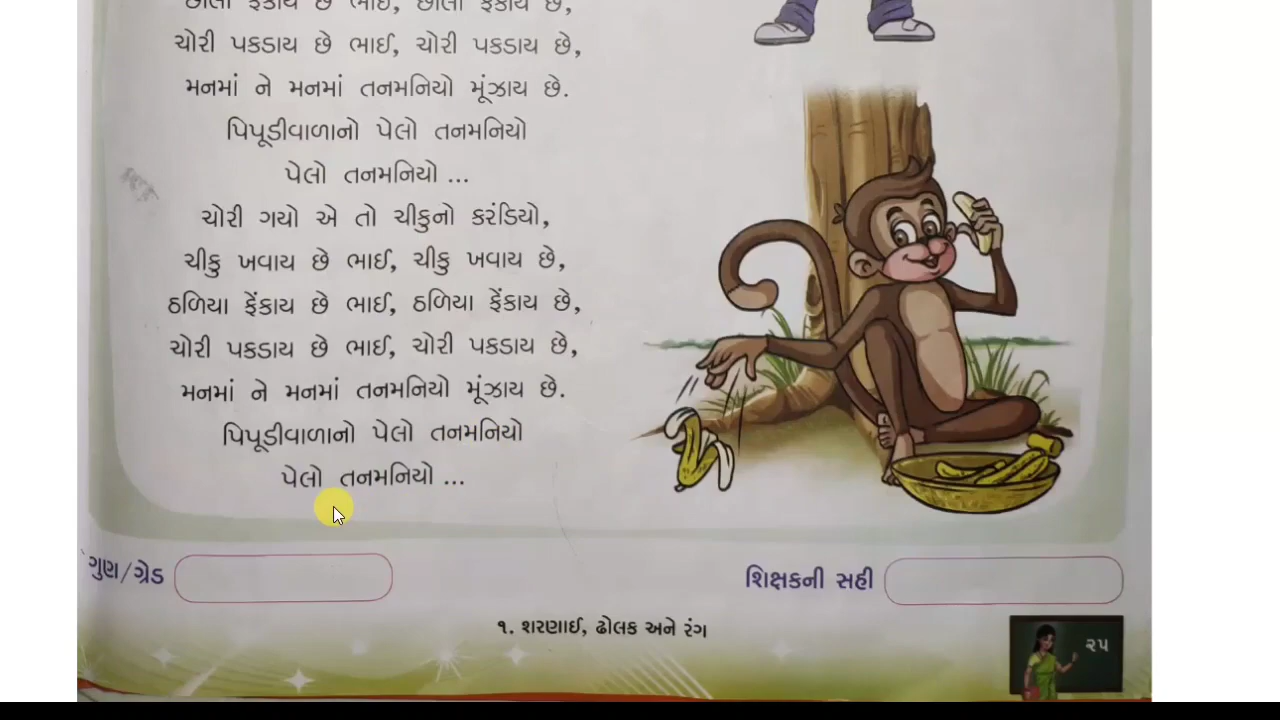 છાલો ફેંકાય છે ભાઈ, છાલો ફેંકાય છે,
ચોરી પકડાય છે ભાઈ, ચોરી પકડાય છે,
મનમાં ને મનમાં તનમનિયો મૂંઝાય છે.
પિપૂડીવાળાનો પેલો તનમનિયો
પેલો તનમનિયો ...
ચોરી ગયો એ તો ચીકુનો કરંડિયો,
ચીકુ ખવાય છે ભાઈ, ચીકુ ખવાય છે,
ઠળિયા ફેંકાય છે ભાઈ, ઠળિયા ફેંકાય છે,
ચોરી પકડાય છે ભાઈ, ચોરી પકડાય છે,
મનમાં ને મનમાં તનમનિયો મૂંઝાય છે.
પિપૂડીવાળાનો પેલો તનમનિયો
પેલો તનમનિયો ...
ગુણ/ગ્રેડ
શિક્ષકની સહી
૧. શરણાઈ, ઢોલક અને રંગ
૨૫